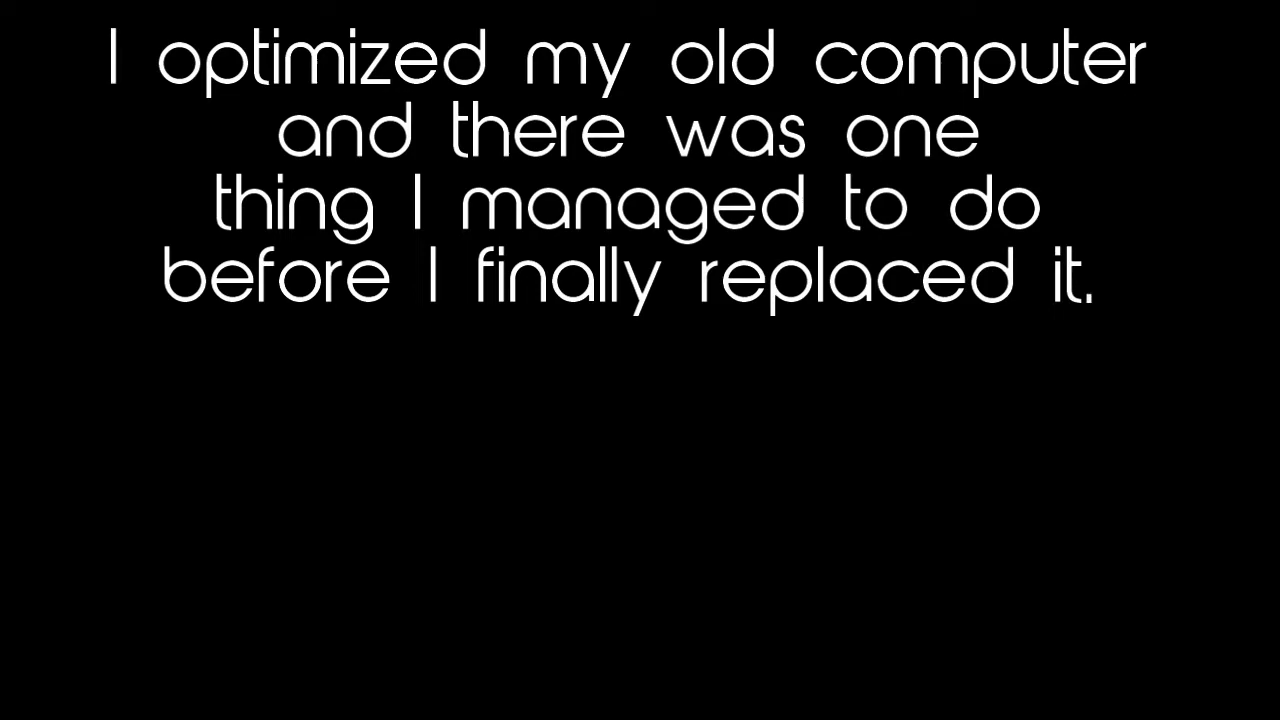 I optimized my old computer
and there was one
thing I managed to do
before I finally replaced it.